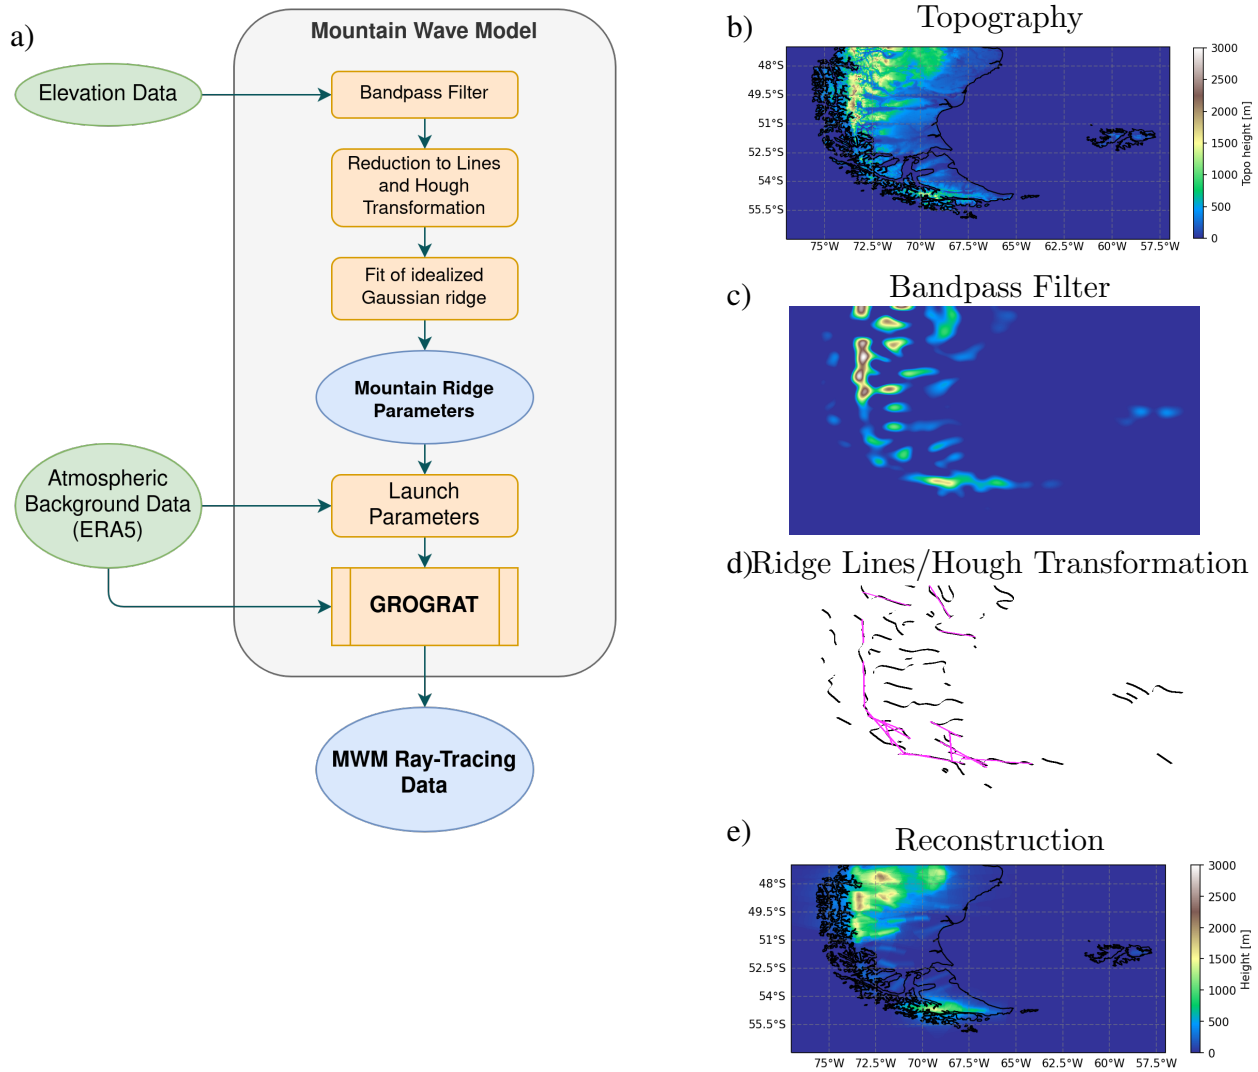 a)
Mountain Wave Model
Elevation Data
Bandpass Filter
Reduction to Lines
and Hough
Transformation
Fit of idealized
Gaussian ridge
Mountain Ridge
Parameters
Atmospheric
Background Data
(ERA5)
Launch
Parameters
GROGRAT
MWM Ray-Tracing
Data
b)
Topography
48°S
49.5°S
51°S
52.5°S
54°S
55.5°S
75°W 72.5°W 70°W 67.5°W 65°W 62.5°W 60°W 57.5°W
3000
2500
2000
1500
1000
500
0
Topo height [m]
c)
Bandpass Filter
d)Ridge Lines/Hough Transformation
e)
Reconstruction
48°S
49.5°S
51°S
52.5°S
54°S
55.5°S
75°W 72.5°W 70°W 67.5°W 65°W 62.5°W 60°W 57.5°W
3000
2500
2000
1500
1000
500
0
Height [m]